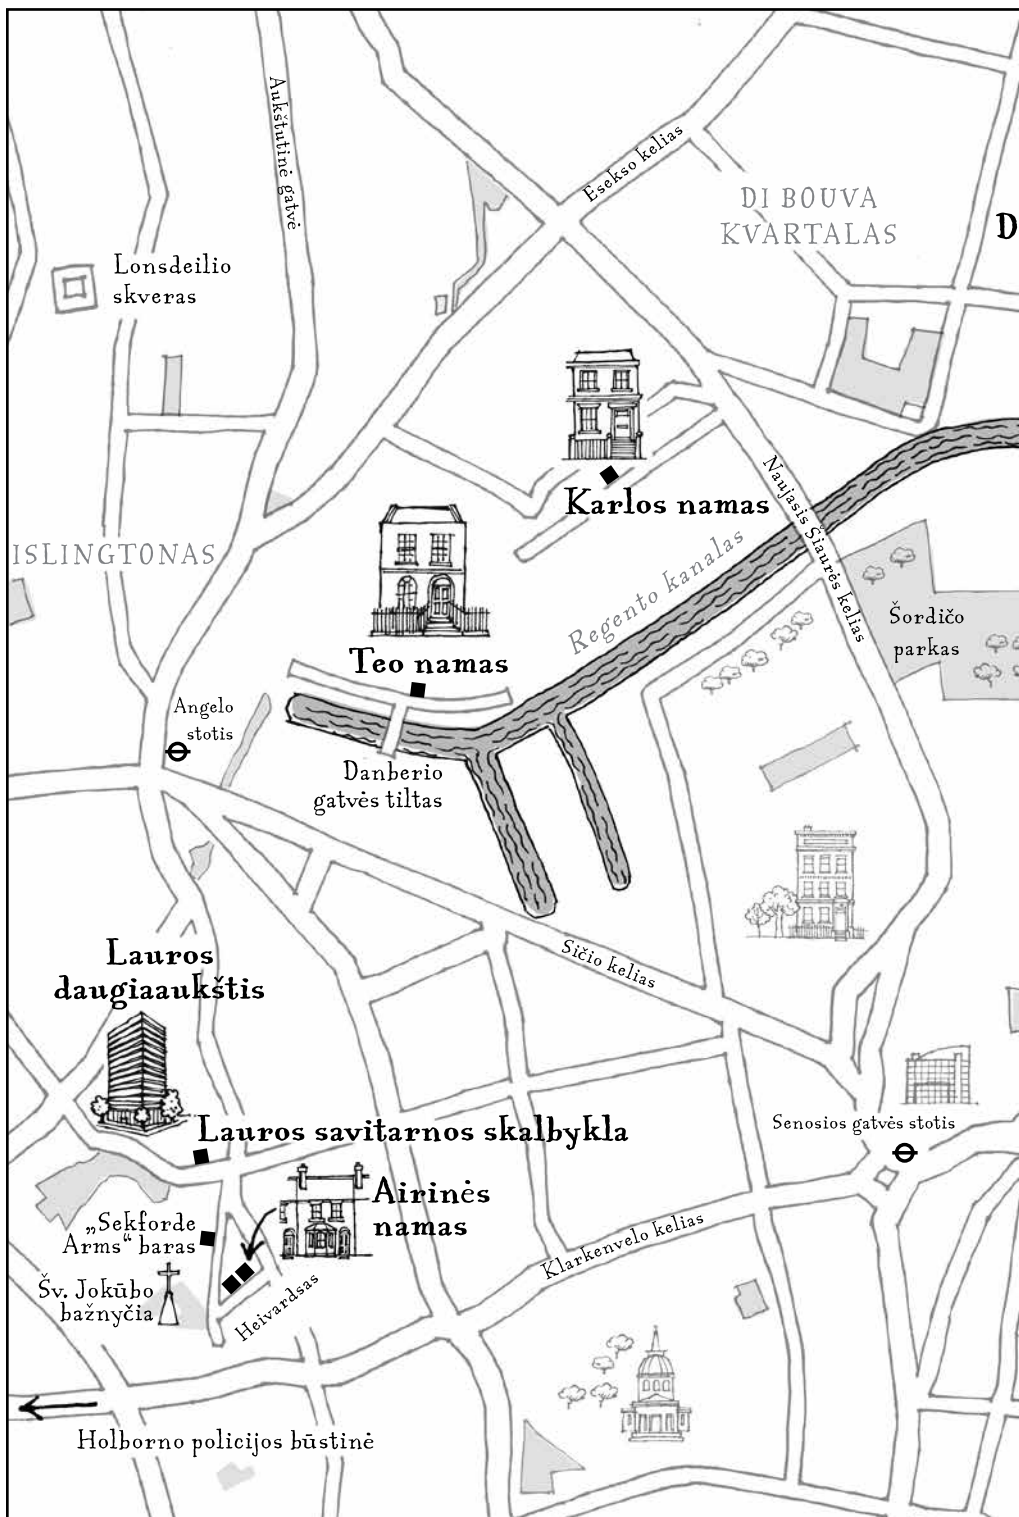 Aukštutinė gatvė
Esekso kelias
DI BOUVA
KVARTALAS
D
Lonsdeilio
skveras
Karlos namas
Naujasis Šiaurės kelias
ISLINGTONAS
Regento kanalas
Šordičo
parkas
Teo namas
Angelo
stotis
Danberio
gatvės tiltas
Sičio kelias
Lauros
daugiaaukštis
Senosios gatvės stotis
Lauros savitarnos skalbykla
Airinės
namas
„Sekforde
Arms“ baras
Klarkenvelo kelias
Šv. Jokūbo
bažnyčia
Heivardsas
Holborno policijos būstinė